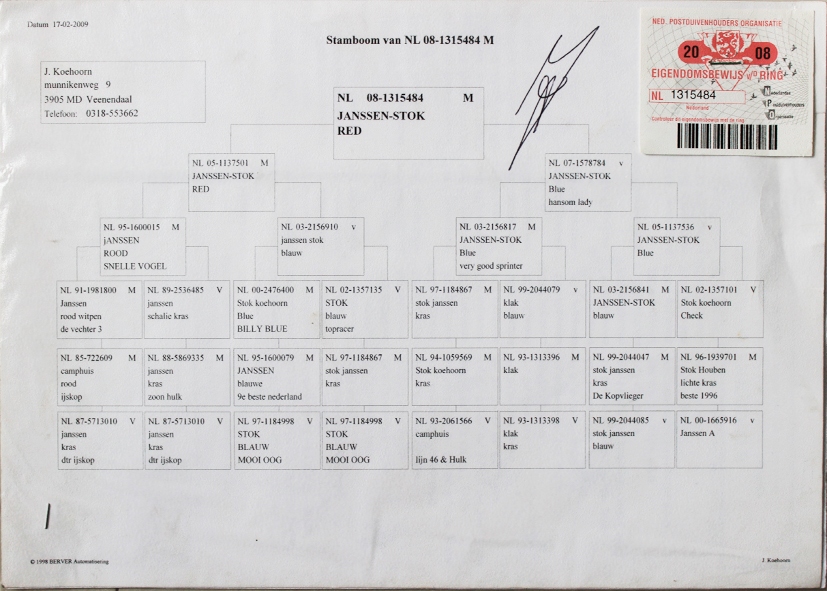 Datum 17-02-2009
Stamboom van NL 08-1315484 M
J. Koehoorn
munnikenweg 9
3905 MD Veenendaal
Telefoon: 0318-553662
NL 08-1315484 M
JANSSEN-STOK
RED
NED. POSTDUIVENHOUDERS ORGANISATIE
20 08
EIGENDOMSBEWIJS v/d RING
NL 1315484
Nederland
Nederlandse
Postduivenhouders
Organisatie
NL 05-1137501 M
JANSSEN-STOK
RED
NL 07-1578784 v
JANSSEN-STOK
Blue
hansom lady
NL 95-1600015 M
jANSSEN
ROOD
SNELLE VOGEL
NL 03-2156910 v
janssen stok
blauw
NL 03-2156817 M
JANSSEN-STOK
Blue
very good sprinter
NL 05-1137536 v
JANSSEN-STOK
Blue
NL 91-1981800 M
Janssen
rood witpen
de vechter 3
NL 89-2536485 V
janssen
schalie kras
NL 00-2476400 M
Stok koehoorn
Blue
BILLY BLUE
NL 02-1357135 V
STOK
blauw
topracer
NL 97-1184867 M
stok janssen
kras
NL 99-2044079 v
klak
blauw
NL 03-2156841 M
JANSSEN-STOK
blauw
NL 02-1357101 V
Stok koehoorn
Check
NL 85-722609 M
camphuis
rood
ijskop
NL 88-5869335 M
janssen
kras
zoon hulk
NL 95-1600079 M
JANSSEN
blauwe
9e beste nederland
NL 97-1184867 M
stok janssen
kras
NL 94-1059569 M
Stok koehoorn
kras
NL 93-1313396 M
klak
NL 99-2044047 M
stok janssen
kras
De Kopvlieger
NL 96-1939701 M
Stok Houben
lichte kras
beste 1996
NL 87-5713010 V
janssen
kras
dtr ijskop
NL 87-5713010 V
janssen
kras
dtr ijskop
NL 97-1184998 V
STOK
BLAUW
MOOI OOG
NL 97-1184998 V
STOK
BLAUW
MOOI OOG
NL 93-2061566 V
camphuis
lijn 46 & Hulk
NL 93-1313398 V
klak
kras
NL 99-2044085 v
stok janssen
blauw
NL 00-1665916 v
Janssen A
© 1998 BERVER Automatisering
J. Koehoorn